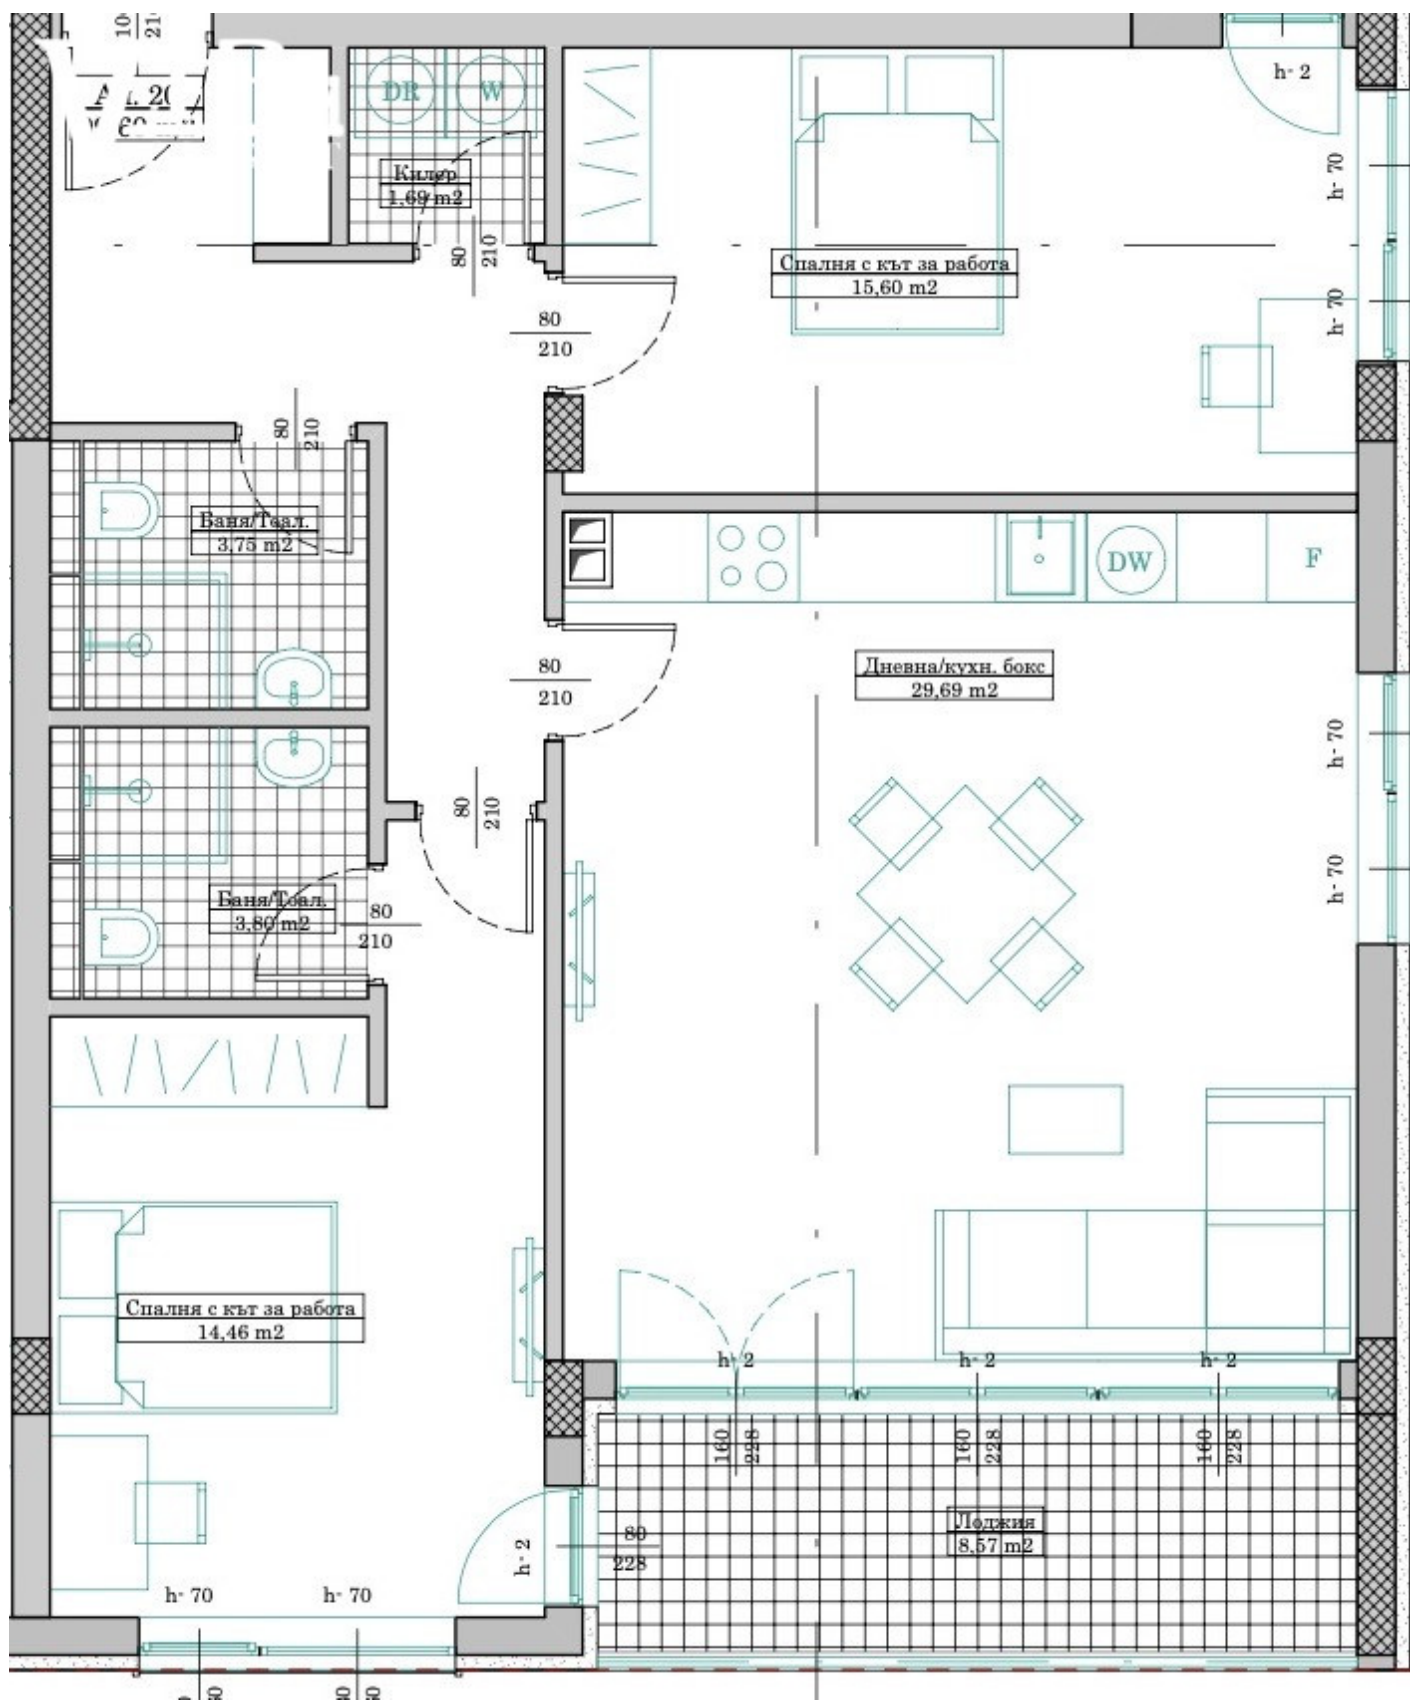 210
DR
W
h- 2
Килер
1,69 m2
h- 70
80
210
Спалня с кът за работа
15,60 m2
h- 70
80
210
80
210
Баня/Тоал.
3,75 m2
DW
F
80
210
Дневна/кухн. бокс
29,69 m2
h- 70
80
210
h- 70
Баня/Тоал.
3,80 m2
80
210
Спалня с кът за работа
14,46 m2
h- 2
h- 2
h- 2
160
228
160
228
160
228
Лоджия
8,57 m2
h- 2
80
228
h- 70
h- 70